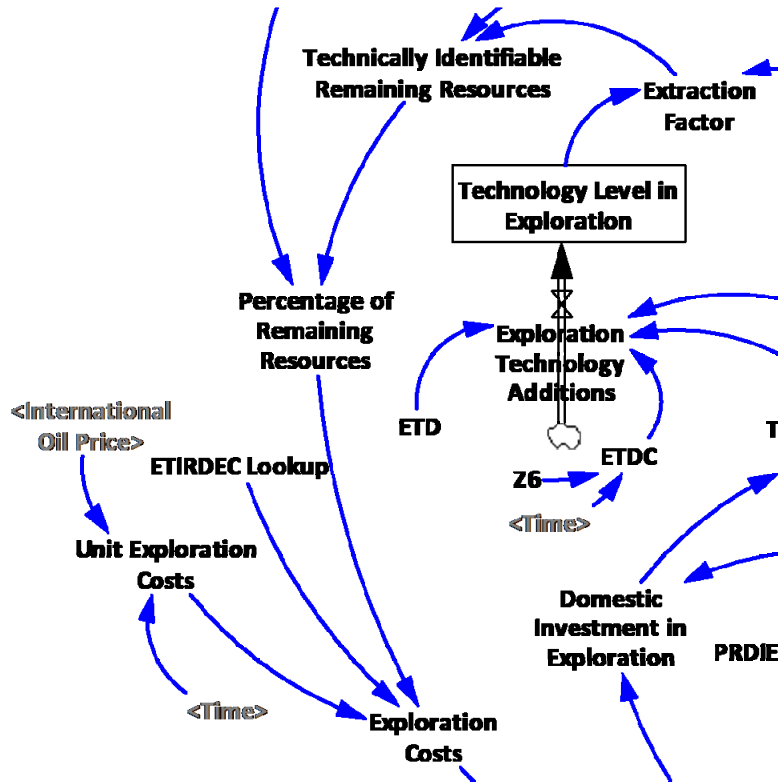 Technically Identifiable
Remaining Resources
Extraction
Factor
Technology Level in
Exploration
Percentage of
Remaining
Resources
Exploration
Technology
Additions
<International
Oil Price>
ETD
T
ETIRDEC Lookup
ETDC
Z6
<Time>
Unit Exploration
Costs
Domestic
Investment in
Exploration
PRDIE
<Time>
Exploration
Costs